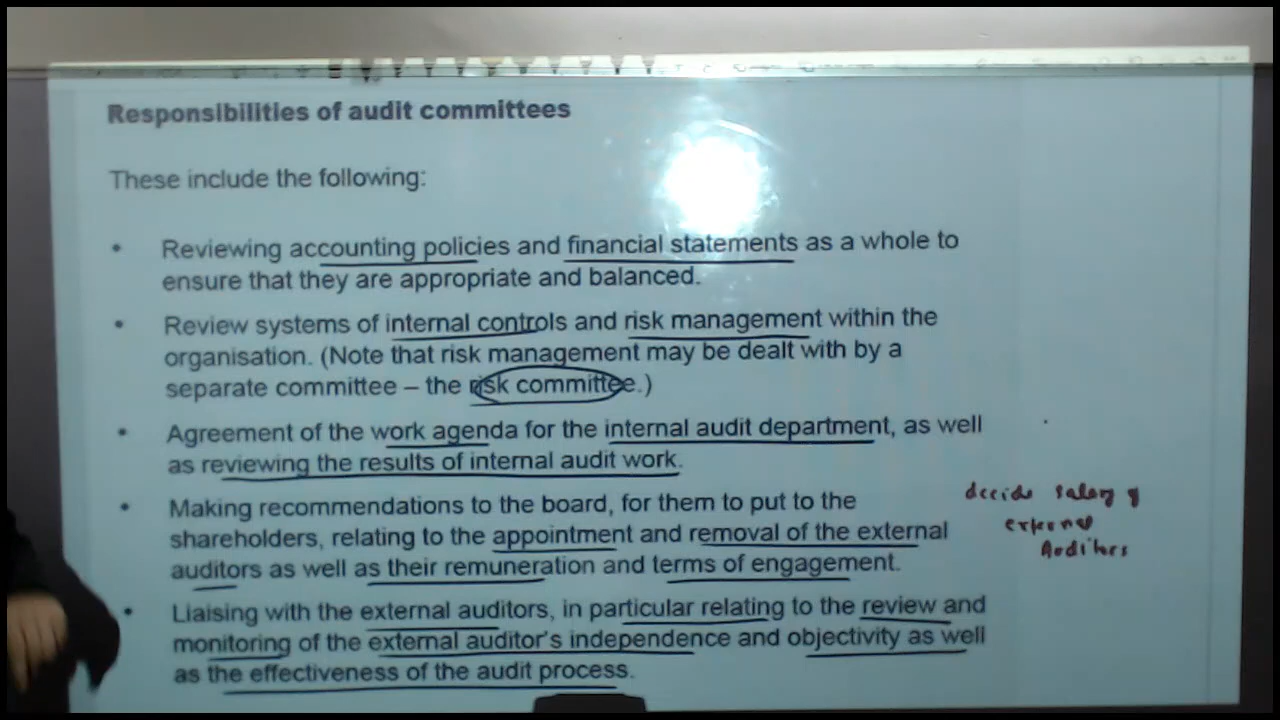 Responsibilities of audit committees
These include the following:
• Reviewing accounting policies and financial statements as a whole to
ensure that they are appropriate and balanced.
• Review systems of internal controls and risk management within the
organisation. (Note that risk management may be dealt with by a
separate committee – the risk committee.)
• Agreement of the work agenda for the internal audit department, as well
as reviewing the results of internal audit work.
• Making recommendations to the board, for them to put to the
shareholders, relating to the appointment and removal of the external
auditors as well as their remuneration and terms of engagement.
• Liaising with the external auditors, in particular relating to the review and
monitoring of the external auditor's independence and objectivity as well
as the effectiveness of the audit process.
decide salary of
external
Auditors